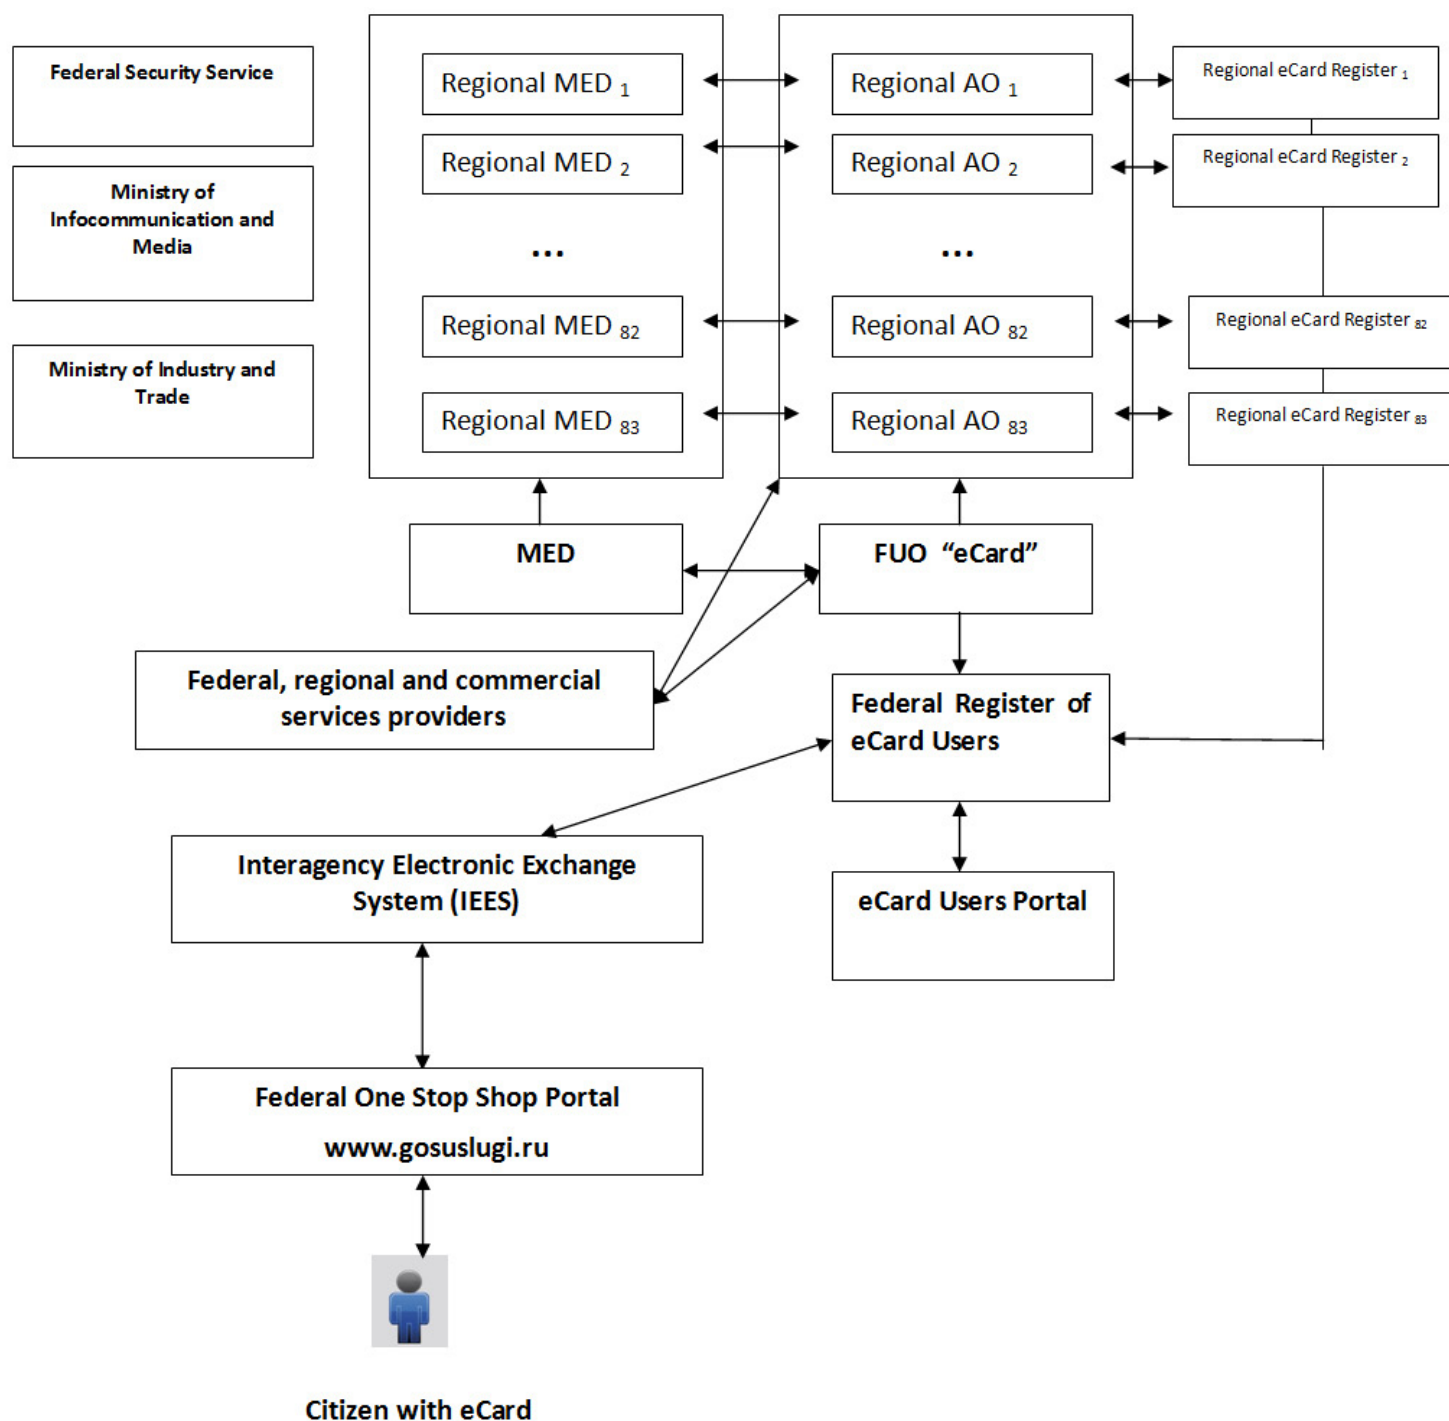 Federal Security Service
Ministry of
Infocommunication and
Media
Ministry of Industry and
Trade
Regional MED 1
Regional MED 2
...
Regional MED 82
Regional MED 83
Regional AO 1
Regional AO 2
...
Regional AO 82
Regional AO 83
Regional eCard Register 1
Regional eCard Register 2
Regional eCard Register 82
Regional eCard Register 83
MED
FUO “eCard”
Federal, regional and commercial
services providers
Federal Register of
eCard Users
Interagency Electronic Exchange
System (IEES)
eCard Users Portal
Federal One Stop Shop Portal
www.gosuslugi.ru
Citizen with eCard